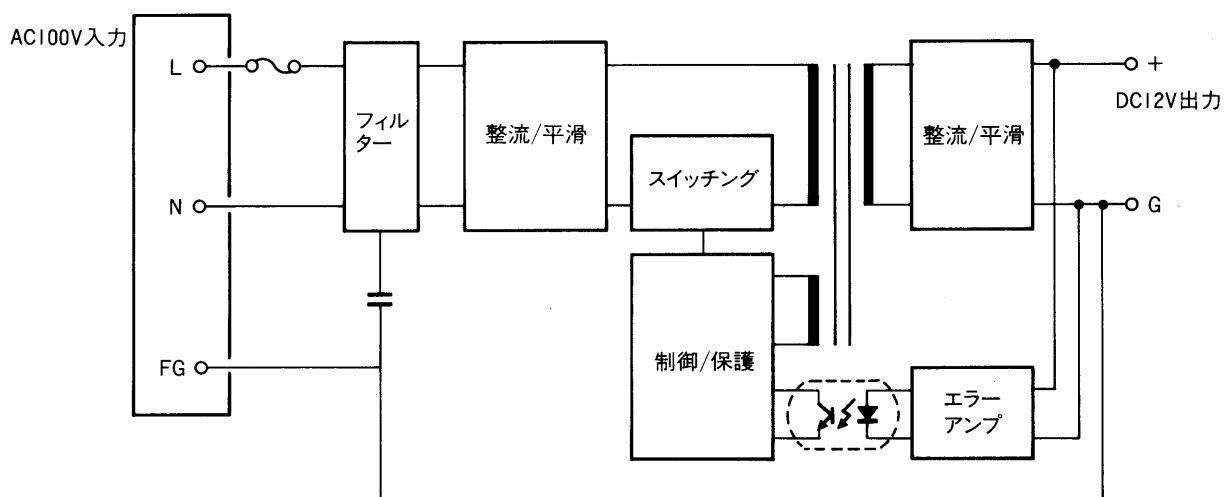 AC100V入力
L
N
FG
フィル
ター
整流/平滑
スイッチング
制御/保護
整流/平滑
エラー
アンプ
+
DC12V出力
G